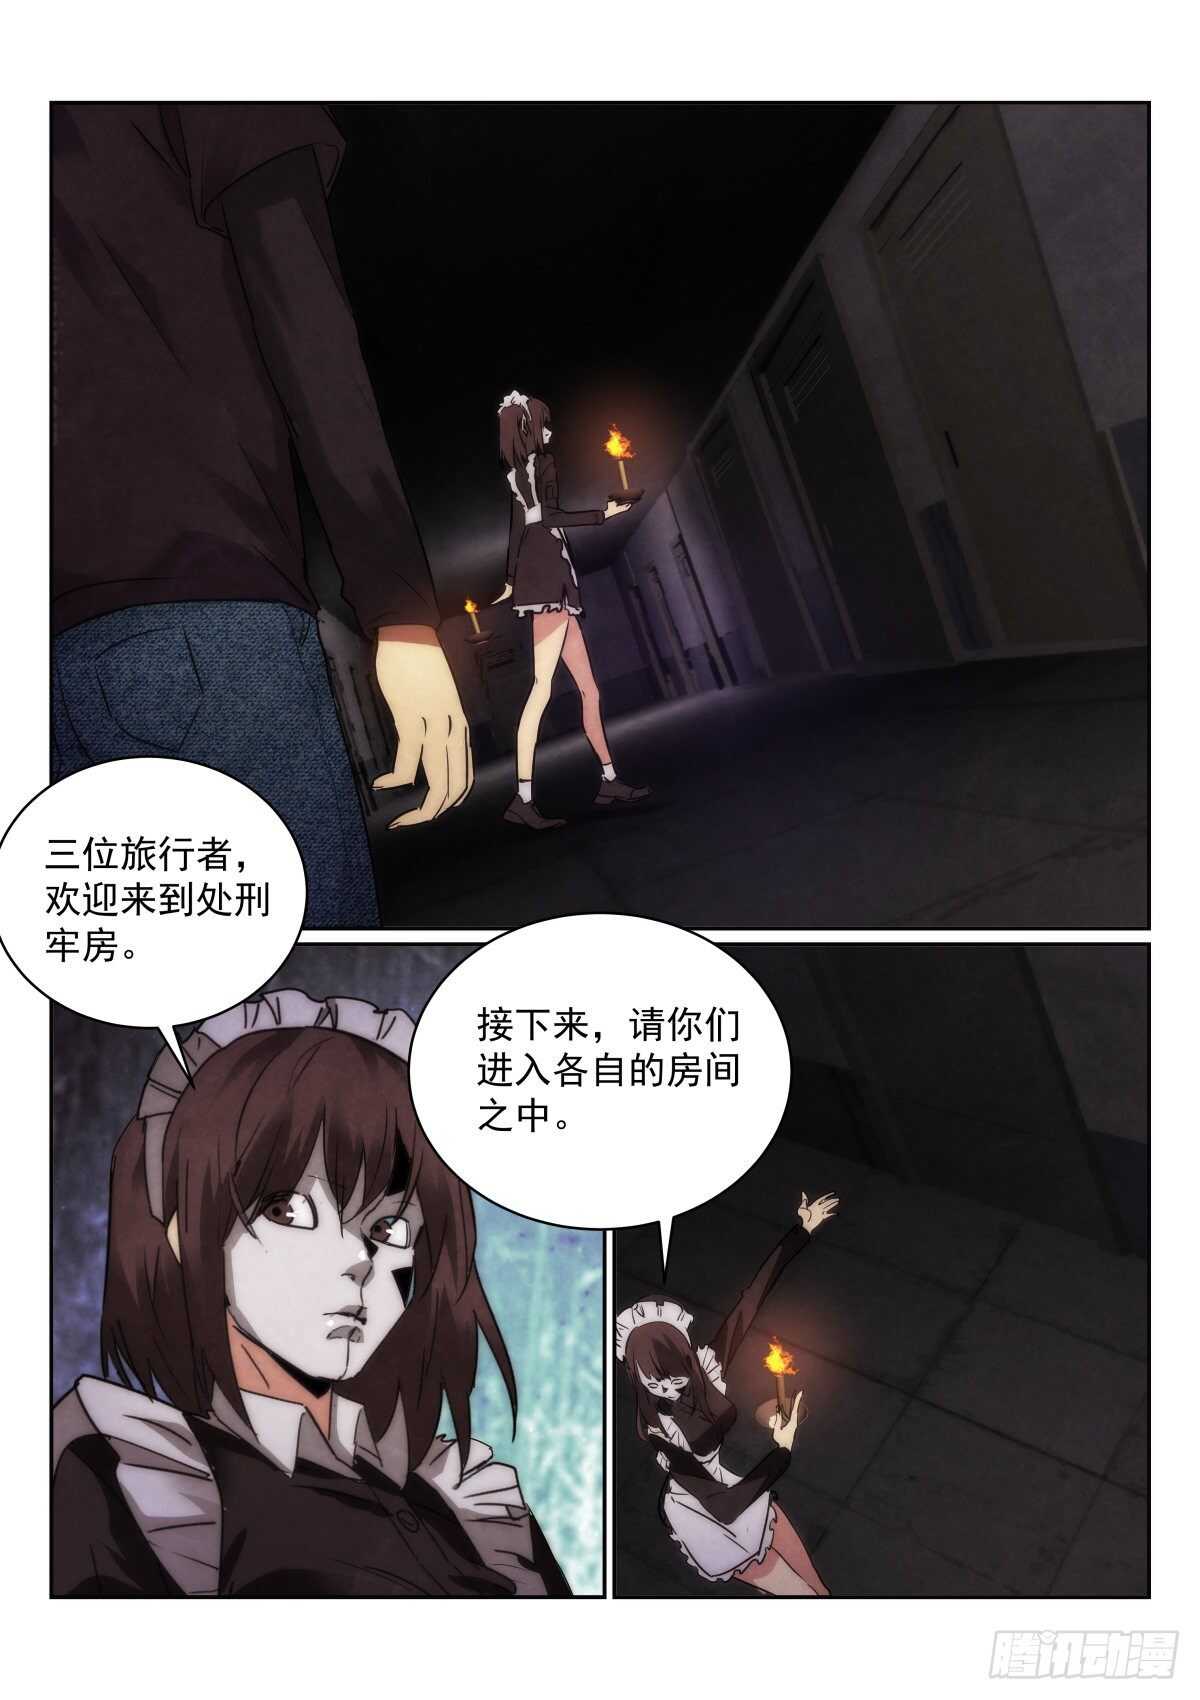 三位旅行者，
欢迎来到处刑
牢房。
接下来，请你们
进入各自的房间
之中。
腾讯动漫